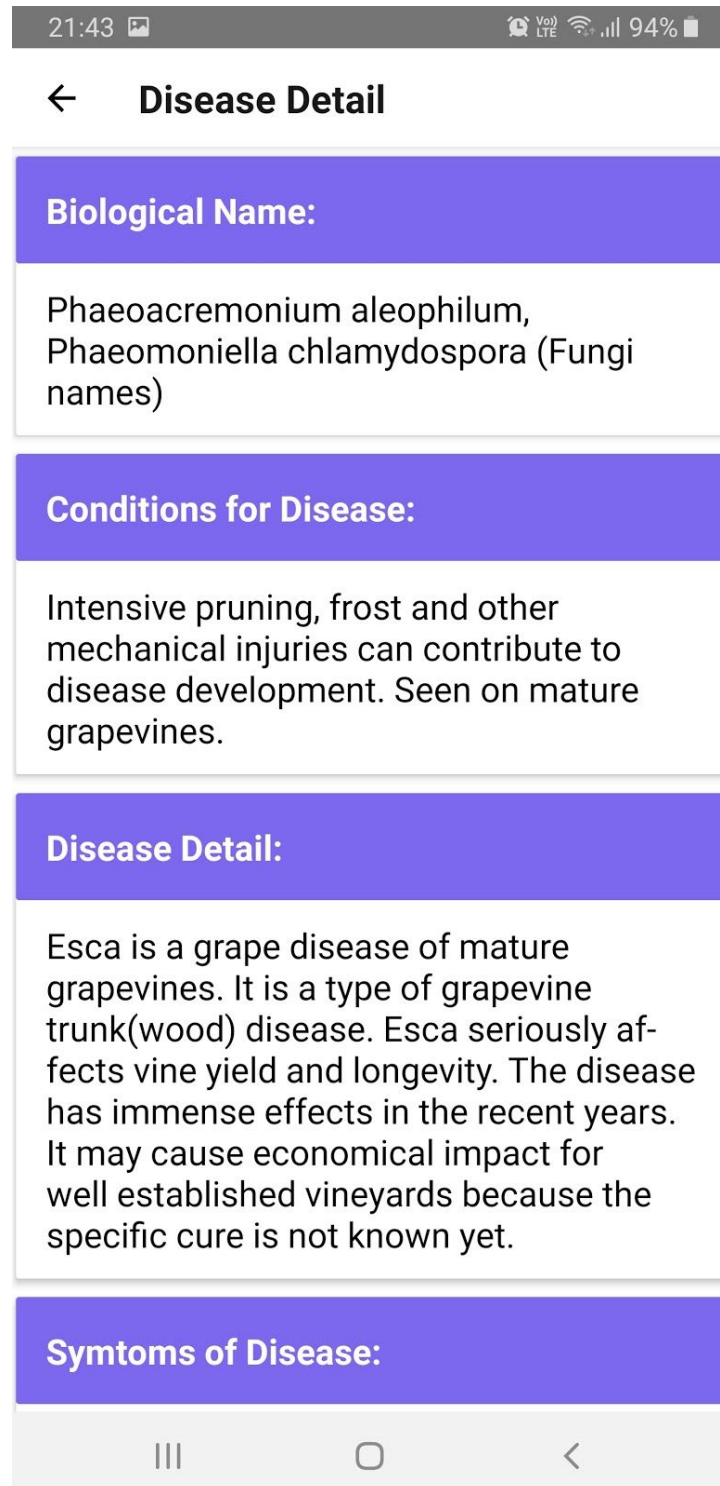 21:43
Vo) LTE 94%
Disease Detail
Biological Name:
Phaeoacremonium aleophilum,
Phaeomoniella chlamydospora (Fungi
names)
Conditions for Disease:
Intensive pruning, frost and other
mechanical injuries can contribute to
disease development. Seen on mature
grapevines.
Disease Detail:
Esca is a grape disease of mature
grapevines. It is a type of grapevine
trunk(wood) disease. Esca seriously af-
fects vine yield and longevity. The disease
has immense effects in the recent years.
It may cause economical impact for
well established vineyards because the
specific cure is not known yet.
Symtoms of Disease: